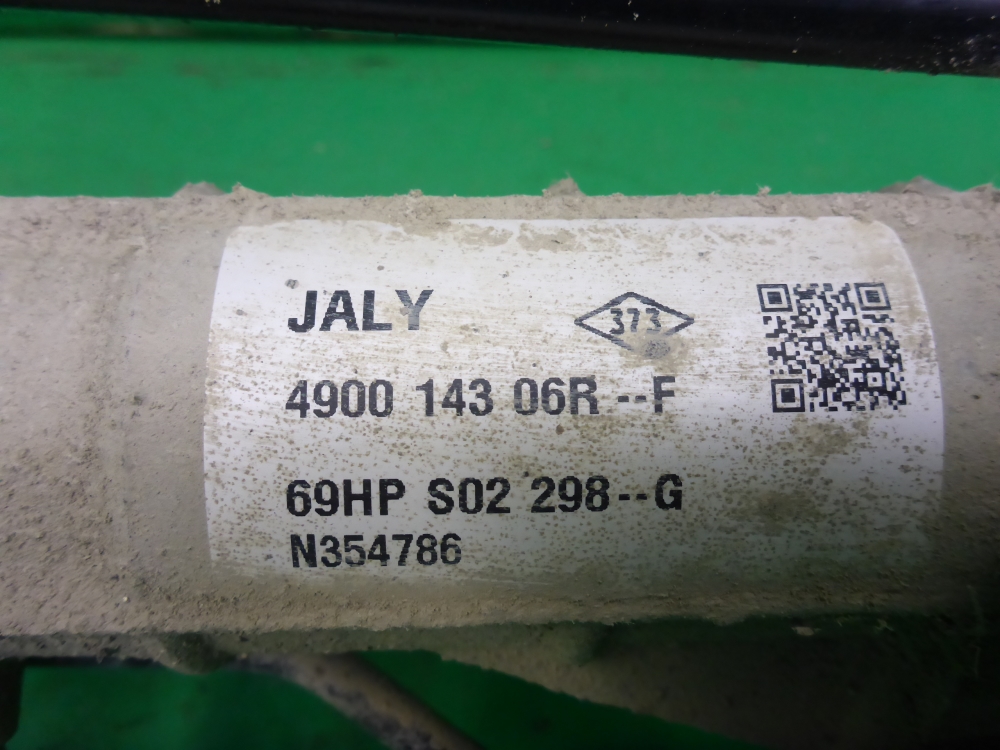 JALY
373
4900 143 06R --F
69HP S02 298--G
N354786